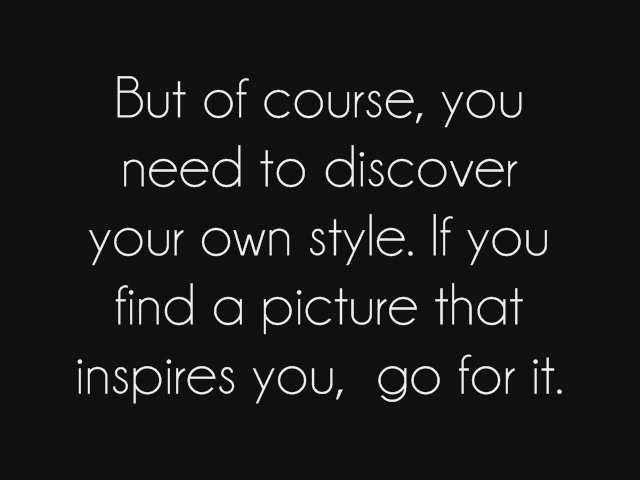 But of course, you
need to discover
your own style. If you
find a picture that
inspires you,  go for it.